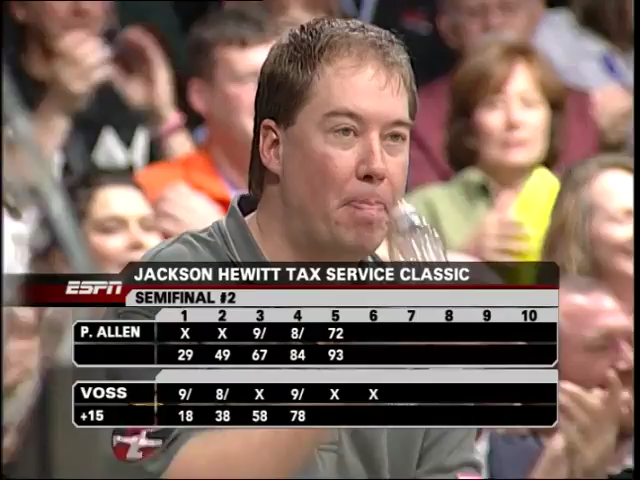 ESPN JACKSON HEWITT TAX SERVICE CLASSIC
SEMIFINAL #2
1 2 3 4 5 6 7 8 9 10
P. ALLEN X X 9/ 8/ 72
29 49 67 84 93
VOSS 9/ 8/ X 9/ X X
+15 18 38 58 78